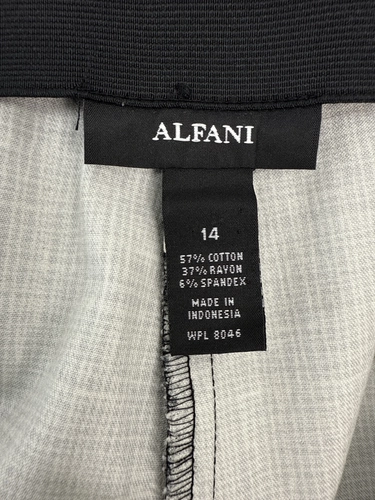 ALFANI
14
57% COTTON
37% RAYON
6% SPANDEX
MADE IN
INDONESIA
WPL 8046